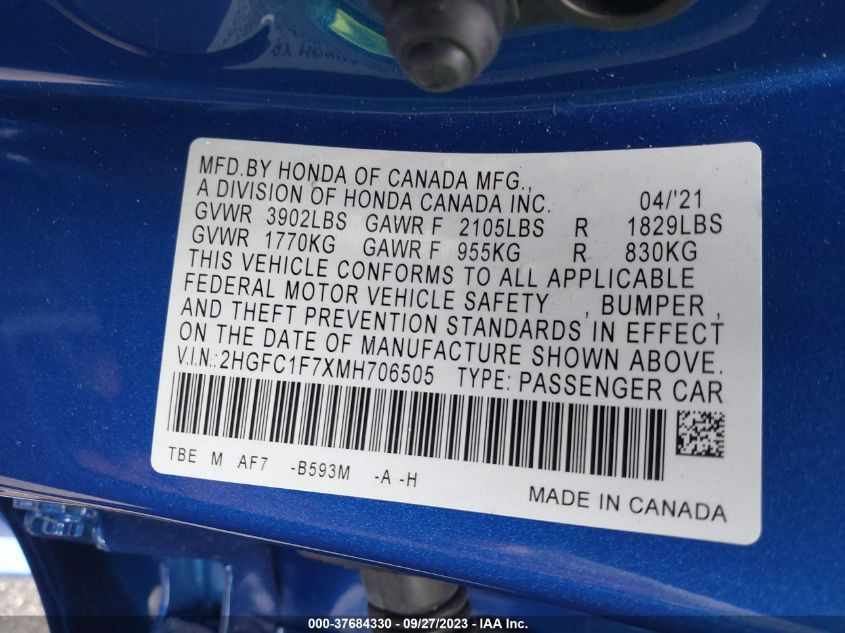 MFD.BY HONDA OF CANADA MFG.,
A DIVISION OF HONDA CANADA INC. 04/'21
GVWR 3902LBS GAWR F 2105LBS R 1829LBS
GVWR 1770KG GAWR F 955KG R 830KG
THIS VEHICLE CONFORMS TO ALL APPLICABLE
FEDERAL MOTOR VEHICLE SAFETY , BUMPER ,
AND THEFT PREVENTION STANDARDS IN EFFECT
ON THE DATE OF MANUFACTURE SHOWN ABOVE.
V.I.N.: 2HGFC1F7XMH706505 TYPE: PASSENGER CAR
TBE M AF7 -B593M -A -H
MADE IN CANADA
000-37684330 - 09/27/2023 - IAA Inc.